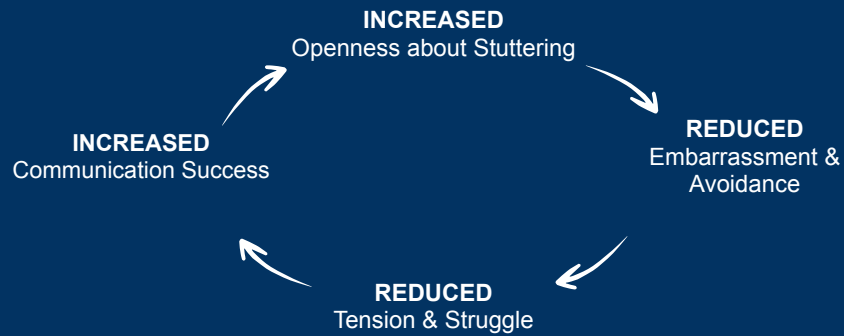 INCREASED
Openness about Stuttering
REDUCED
Embarrassment &
Avoidance
REDUCED
Tension & Struggle
INCREASED
Communication Success